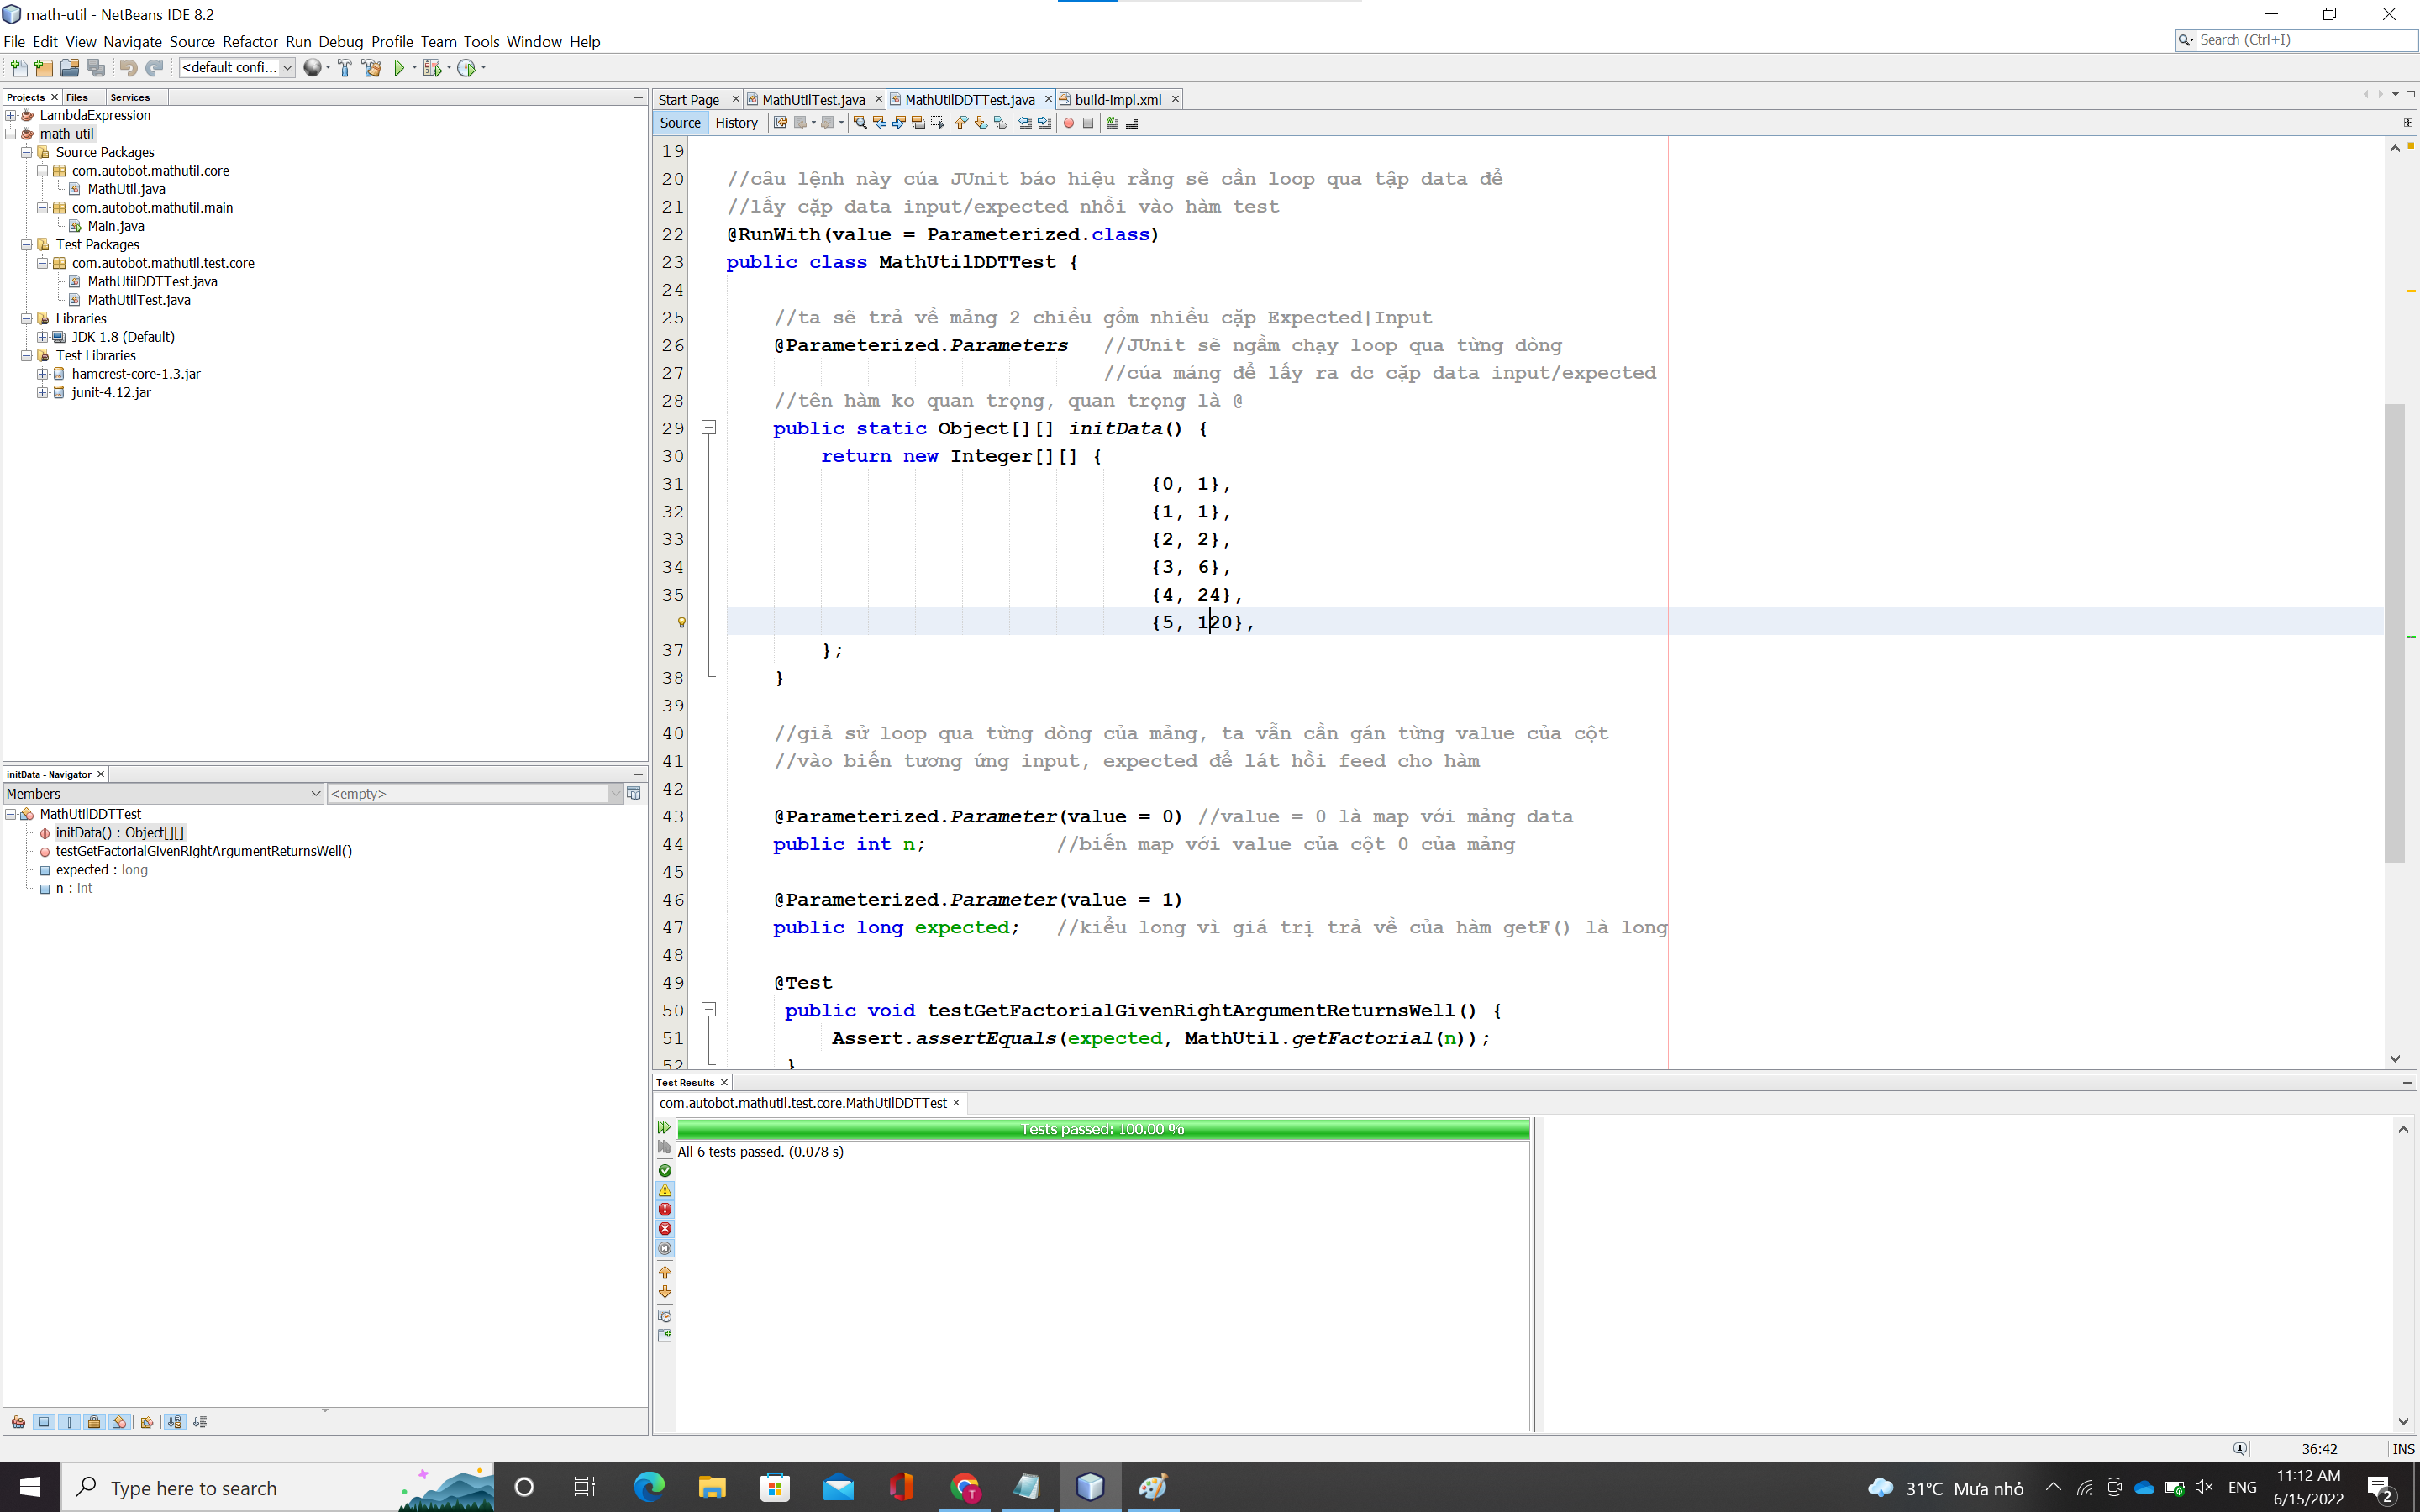 math-util - NetBeans IDE 8.2
File Edit View Navigate Source Refactor Run Debug Profile Team Tools Window Help
Search (Ctrl+I)
<default confi...
Projects Files Services
LambdaExpression
math-util
Source Packages
com.autobot.mathutil.core
MathUtil.java
com.autobot.mathutil.main
Main.java
Test Packages
com.autobot.mathutil.test.core
MathUtilDDTTest.java
MathUtilTest.java
Libraries
JDK 1.8 (Default)
Test Libraries
hamcrest-core-1.3.jar
junit-4.12.jar
initData - Navigator
Members <empty>
MathUtilDDTTest
initData() : Object[][]
testGetFactorialGivenRightArgumentReturnsWell()
expected : long
n : int
Start Page MathUtilTest.java MathUtilDDTTest.java build-impl.xml
Source History
19
20 //câu lệnh này của JUnit báo hiệu rằng sẽ cần loop qua tập data để
21 //lấy cặp data input/expected nhồi vào hàm test
22 @RunWith(value = Parameterized.class)
23 public class MathUtilDDTTest {
24
25 //ta sẽ trả về mảng 2 chiều gồm nhiều cặp Expected|Input
26 @Parameterized.Parameters //JUnit sẽ ngầm chạy loop qua từng dòng
27 //của mảng để lấy ra dc cặp data input/expected
28 //tên hàm ko quan trọng, quan trọng là @
29 public static Object[][] initData() {
30 return new Integer[][] {
31 {0, 1},
32 {1, 1},
33 {2, 2},
34 {3, 6},
35 {4, 24},
{5, 120},
37 };
38 }
39
40 //giả sử loop qua từng dòng của mảng, ta vẫn cần gán từng value của cột
41 //vào biến tương ứng input, expected để lát hồi feed cho hàm
42
43 @Parameterized.Parameter(value = 0) //value = 0 là map với mảng data
44 public int n; //biến map với value của cột 0 của mảng
45
46 @Parameterized.Parameter(value = 1)
47 public long expected; //kiểu long vì giá trị trả về của hàm getF() là long
48
49 @Test
50 public void testGetFactorialGivenRightArgumentReturnsWell() {
51 Assert.assertEquals(expected, MathUtil.getFactorial(n));
52 }
Test Results
com.autobot.mathutil.test.core.MathUtilDDTTest
Tests passed: 100.00 %
All 6 tests passed. (0.078 s)
36:42 INS
Type here to search
31°C Mưa nhỏ
ENG
11:12 AM
6/15/2022
2